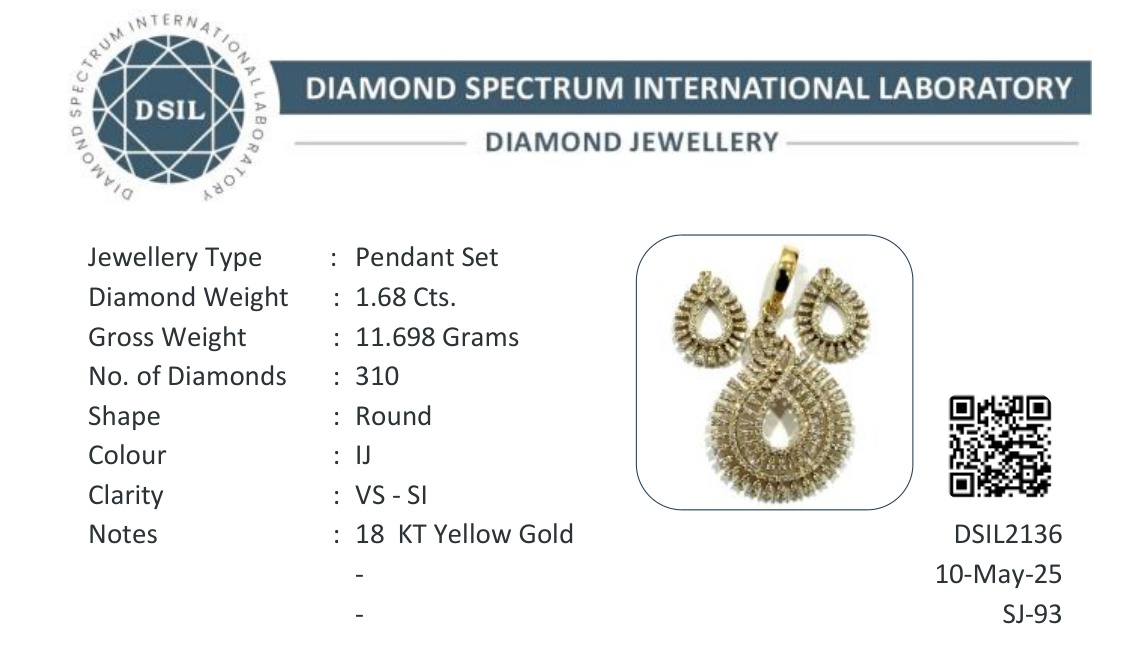 DIAMOND SPECTRUM INTERNATIONAL LABORATORY
DSIL
DIAMOND SPECTRUM INTERNATIONAL LABORATORY
DIAMOND JEWELLERY
Jewellery Type : Pendant Set
Diamond Weight : 1.68 Cts.
Gross Weight : 11.698 Grams
No. of Diamonds : 310
Shape : Round
Colour : IJ
Clarity : VS - SI
Notes : 18 KT Yellow Gold
-
-
DSIL2136
10-May-25
SJ-93